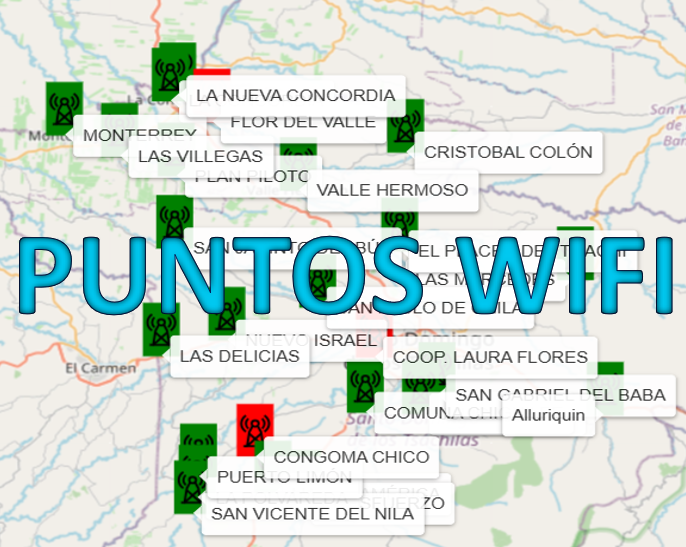 LA NUEVA CONCORDIA
FLOR DEL VALLE
MONTERREY
CRISTOBAL COLÓN
LAS VILLEGAS
PLAN PILOTO
VALLE HERMOSO
PUNTOS WIFI
LAS MERCEDES
NUEVO ISRAEL
COOP. LAURA FLORES
LAS DELICIAS
El Carmen
SAN GABRIEL DEL BABA
COMUNA
Alluriquin
CONGOMA CHICO
PUERTO LIMÓN
SAN VICENTE DEL NILA